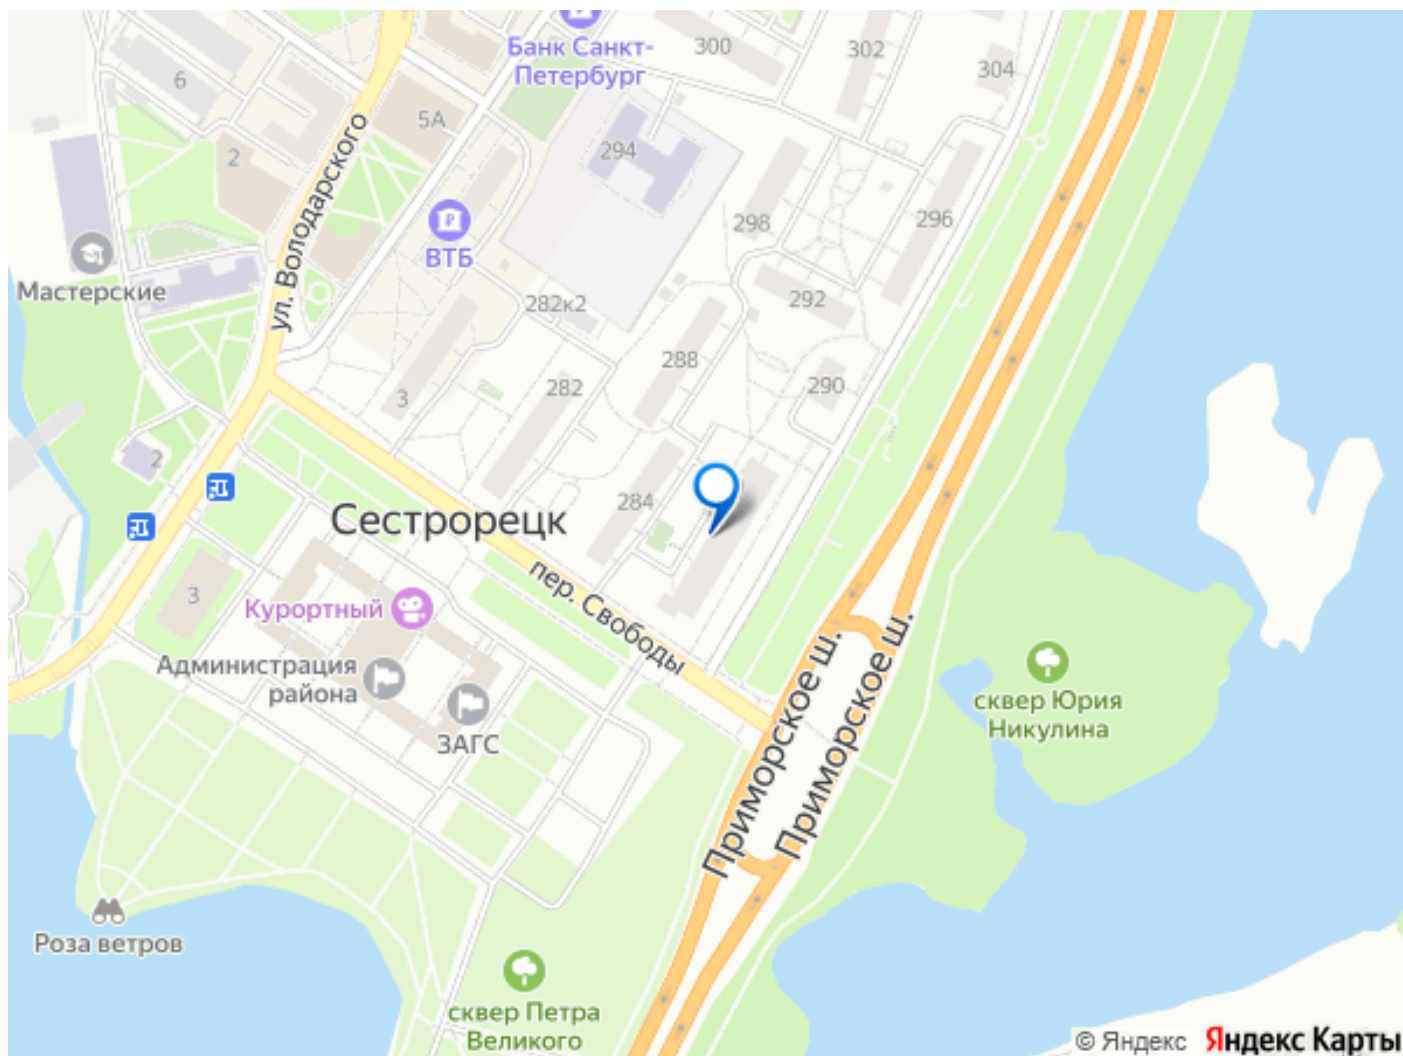 Банк Санкт-
Петербург
300
302
304
6
5А
2
294
ул. Володарского
298
296
ВТБ
Мастерские
292
282к2
288
290
282
3
2
284
Сестрорецк
пер. Свободы
3
Курортный
Администрация
района
ЗАГС
Приморское ш.
Приморское ш.
сквер Юрия
Никулина
Роза ветров
сквер Петра
Великого
© Яндекс Яндекс Карты